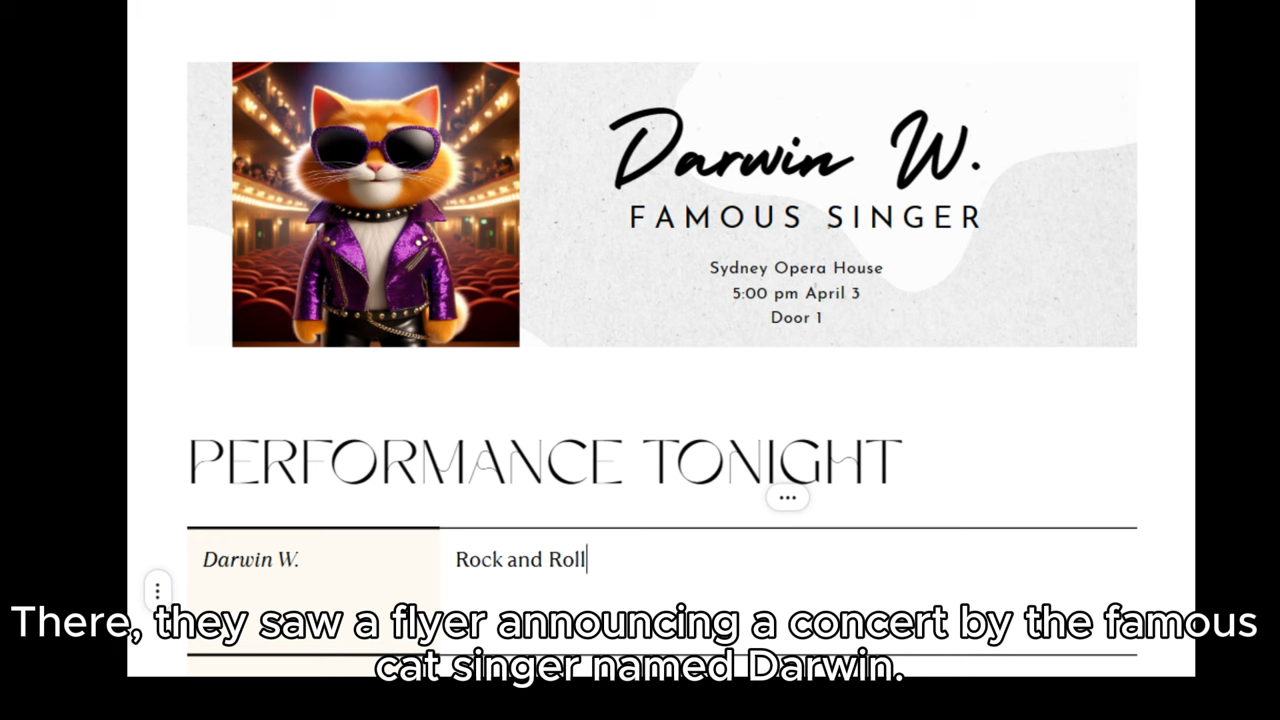 Darwin W.
FAMOUS SINGER
Sydney Opera House
5:00 pm April 3
Door 1
PERFORMANCE TONIGHT
Darwin W.
Rock and Roll
There, they saw a flyer announcing a concert by the famous
cat singer named Darwin.